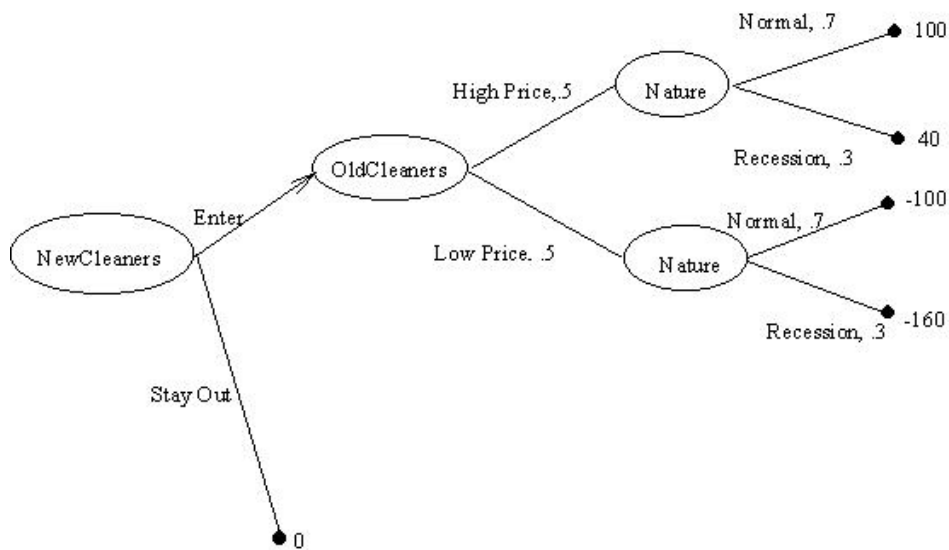 Normal, .7
100
High Price,.5
Nature
40
Recession, .3
OldCleaners
-100
Normal, .7
Enter
Low Price. .5
Nature
NewCleaners
-160
Recession, .3
Stay Out
0